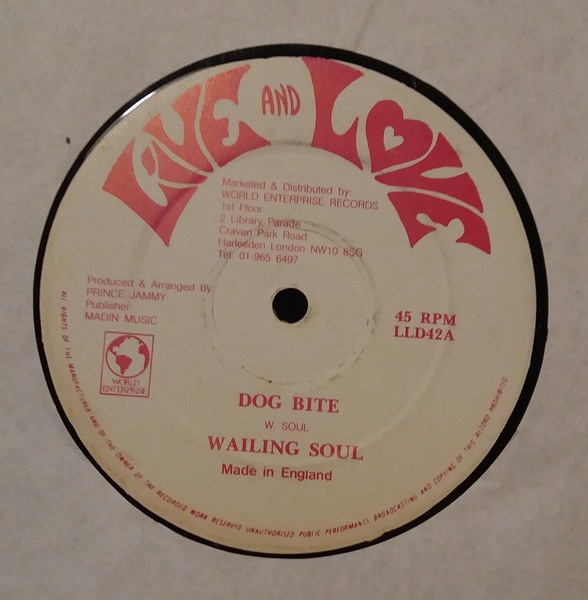 LIVE AND LOVE
Marketed & Distributed by:
WORLD ENTERPRISE RECORDS
1st Floor
2 Library Parade
Craven Park Road
Harlesden London NW10 8SG
Tel: 01-965 6497
Produced & Arranged by
PRINCE JAMMY
Publisher
MADIN MUSIC
WORLD
ENTERPRISE
45 RPM
LLD42A
DOG BITE
W SOUL
WAILING SOUL
Made in England
ALL RIGHTS OF THE MANUFACTURER AND OF THE OWNER OF THE RECORDED WORK RESERVED UNAUTHORISED PUBLIC PERFORMANCE BROADCASTING AND COPYING OF THIS RECORD PROHIBITED